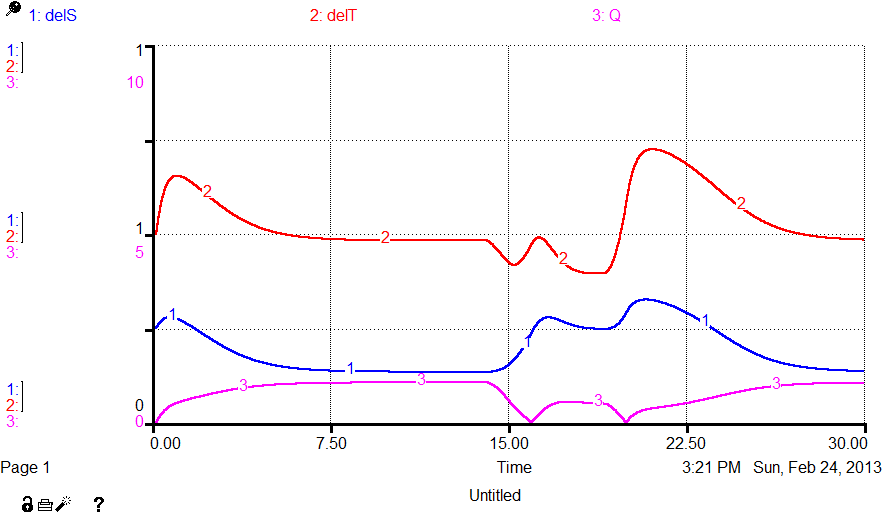 1: delS 2: delT 3: Q
1: 1
2:
3: 10
1: 1
2:
3: 5
1: 0
2:
3: 0
2 2 2 2
1 1 1 1
3 3 3 3
0.00 7.50 15.00 22.50 30.00
Page 1 Time 3:21 PM Sun, Feb 24, 2013
Untitled
?